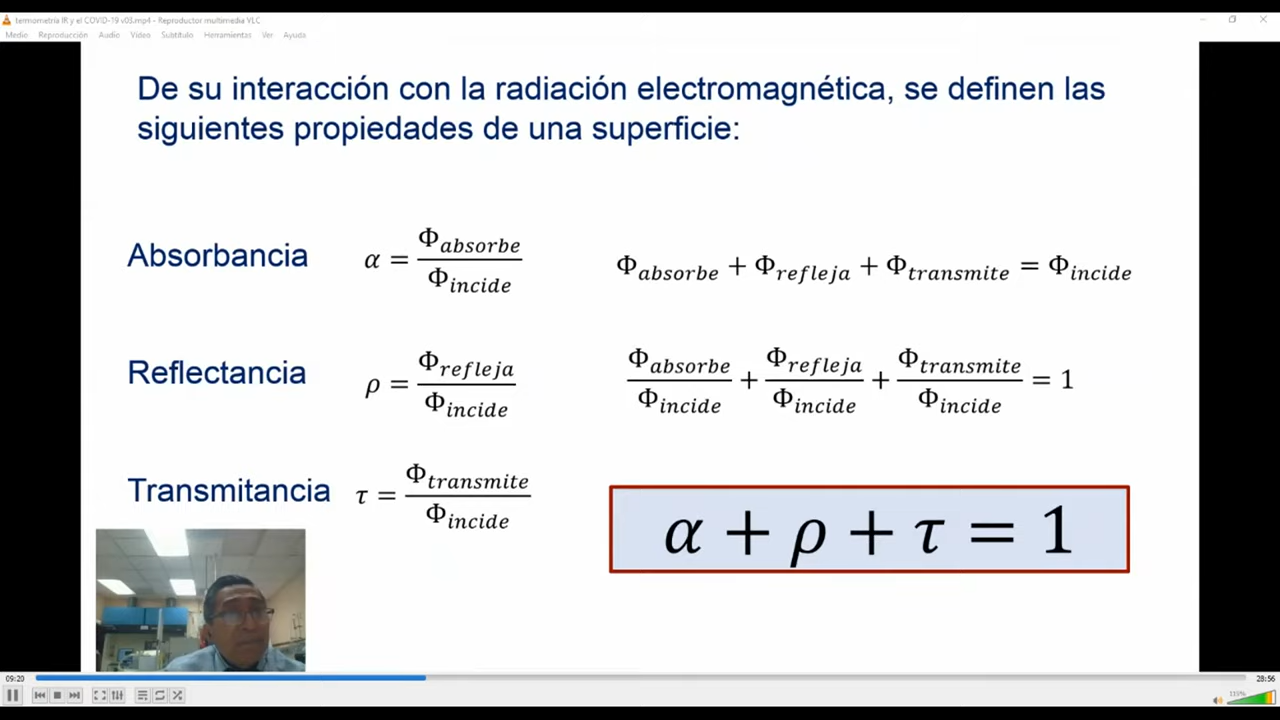 termometría IR y el COVID-19 v03.mp4 - Reproductor multimedia VLC
Medio Reproducción Audio Video Subtítulo Herramientas Ver Ayuda
De su interacción con la radiación electromagnética, se definen las
siguientes propiedades de una superficie:
Absorbancia α = Φabsorbe / Φincide
Φabsorbe + Φrefleja + Φtransmite = Φincide
Reflectancia ρ = Φrefleja / Φincide
Φabsorbe / Φincide + Φrefleja / Φincide + Φtransmite / Φincide = 1
Transmitancia τ = Φtransmite / Φincide
α + ρ + τ = 1
09:20 28:56
115%